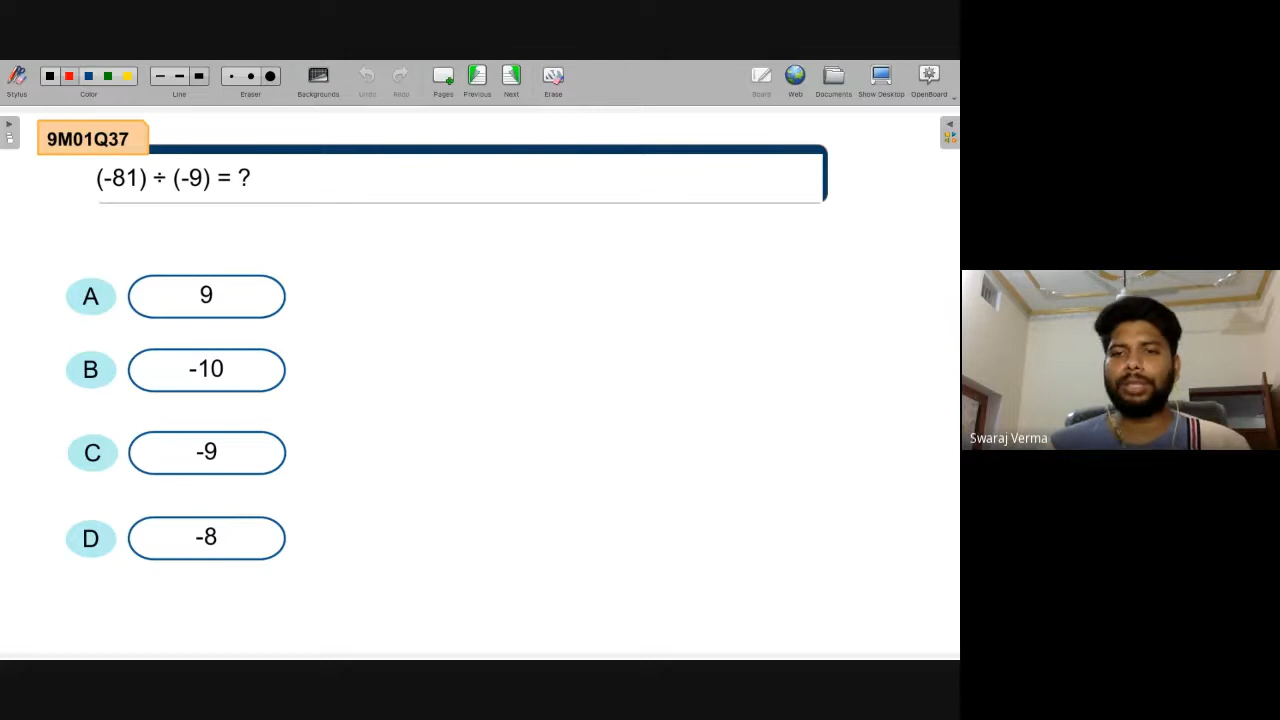 Stylus
Color
Line
Eraser
Backgrounds
Undo
Redo
Pages
Previous
Next
Erase
Board
Web
Documents
Show Desktop
OpenBoard
9M01Q37
(-81) ÷ (-9) = ?
A 9
B -10
C -9
D -8
Swaraj Verma